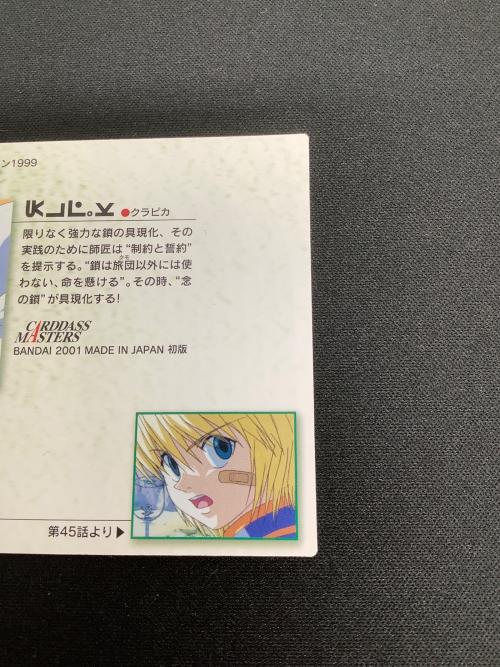 ン1999
●クラピカ
限りなく強力な鎖の具現化、その
実践のために師匠は“制約と誓約”
を提示する。“鎖は旅団以外には使
クモ
わない、命を懸ける”。その時、“念
の鎖”が具現化する!
CARDDASS
MASTERS
BANDAI 2001 MADE IN JAPAN 初版
第45話より▶